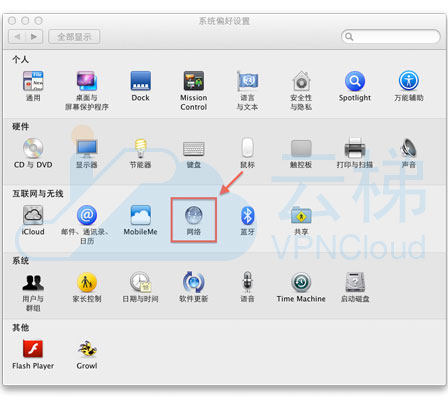 系统偏好设置
全部显示
个人
通用 桌面与 Dock Mission 语言 安全性 Spotlight 万能辅助
屏幕保护程序 Control 与文本 与隐私
硬件
CD 与 DVD 显示器 节能器 键盘 鼠标 触控板 打印与扫描 声音
互联网与无线
iCloud 邮件、通讯录、 MobileMe 网络 蓝牙 共享
日历
云梯
VPNCloud
系统
用户与 家长控制 日期与时间 软件更新 语音 Time Machine 启动磁盘
群组
其他
Flash Player Growl